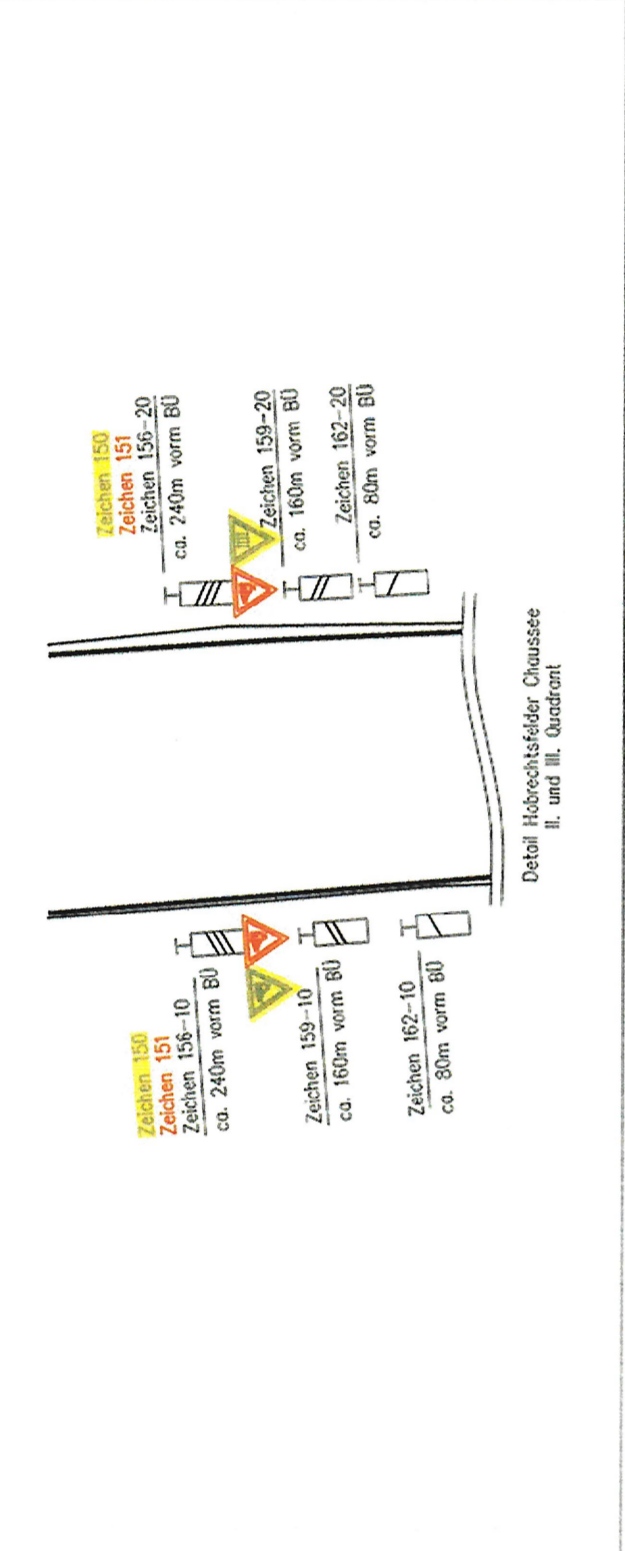 Zeichen 150
Zeichen 151
Zeichen 156-10
ca. 240m vorm BÜ
Zeichen 159-10
ca. 160m vorm BÜ
Zeichen 162-10
ca. 80m vorm BÜ
Zeichen 150
Zeichen 151
Zeichen 156-20
ca. 240m vorm BÜ
Zeichen 159-20
ca. 160m vorm BÜ
Zeichen 162-20
ca. 80m vorm BÜ
Detail Hobrechtsfelder Chaussee
II. und III. Quadrant